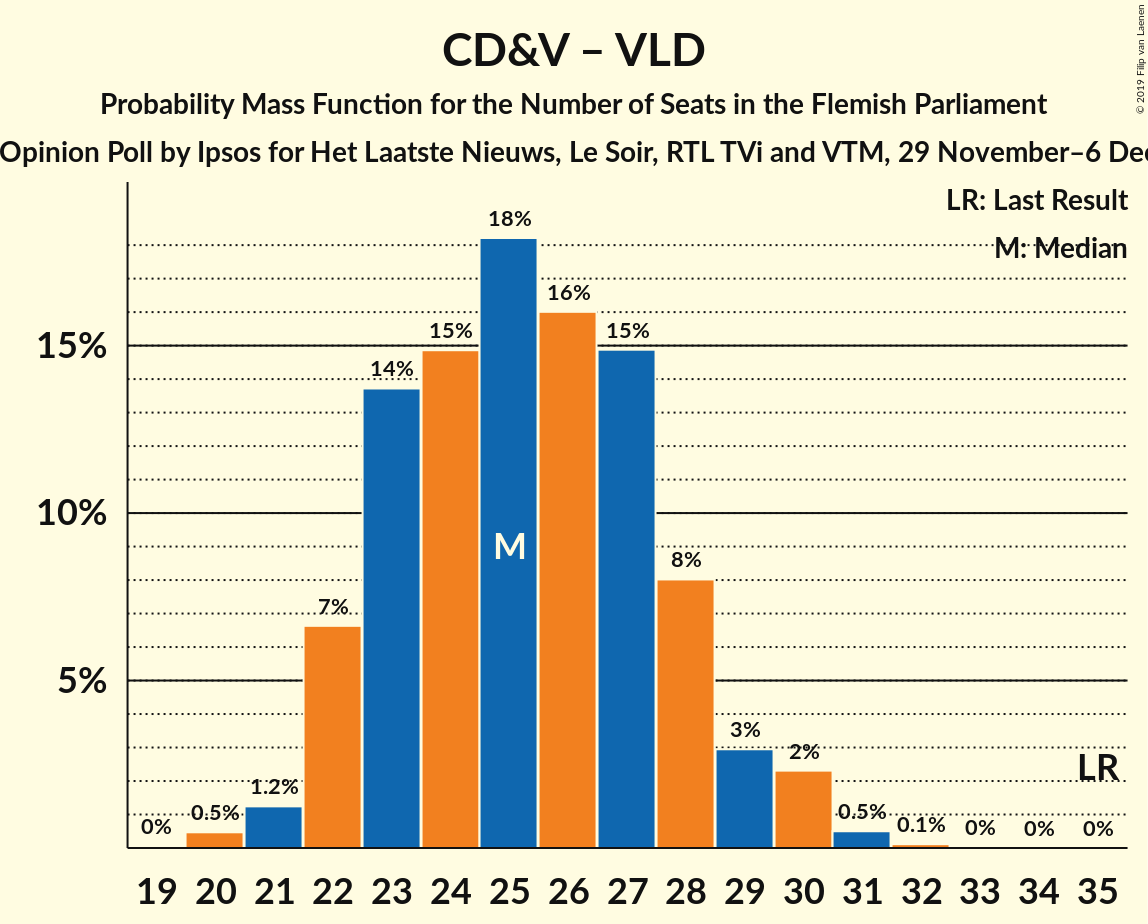 CD&V – VLD
Probability Mass Function for the Number of Seats in the Flemish Parliament
Opinion Poll by Ipsos for Het Laatste Nieuws, Le Soir, RTL TVi and VTM, 29 November–6 Dec
© 2019 Filip van Laenen
LR: Last Result
M: Median
15%
10%
5%
0%
0.5%
1.2%
7%
14%
15%
18%
16%
15%
8%
3%
2%
0.5%
0.1%
0%
0%
0%
M
LR
19 20 21 22 23 24 25 26 27 28 29 30 31 32 33 34 35